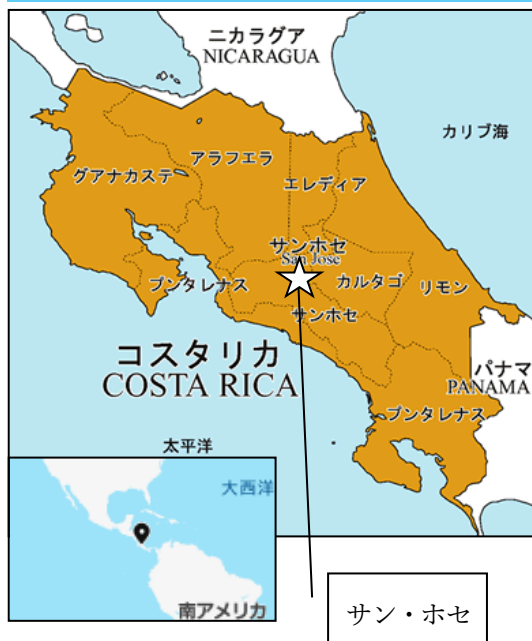 ニカラグア
NICARAGUA
カリブ海
アラフエラ
グアナカステ
エレディア
サンホセ
San Jose
プンタレナス
カルタゴ
リモン
サンホセ
コスタリカ
COSTA RICA
パナマ
PANAMA
プンタレナス
太平洋
大西洋
南アメリカ
サン・ホセ